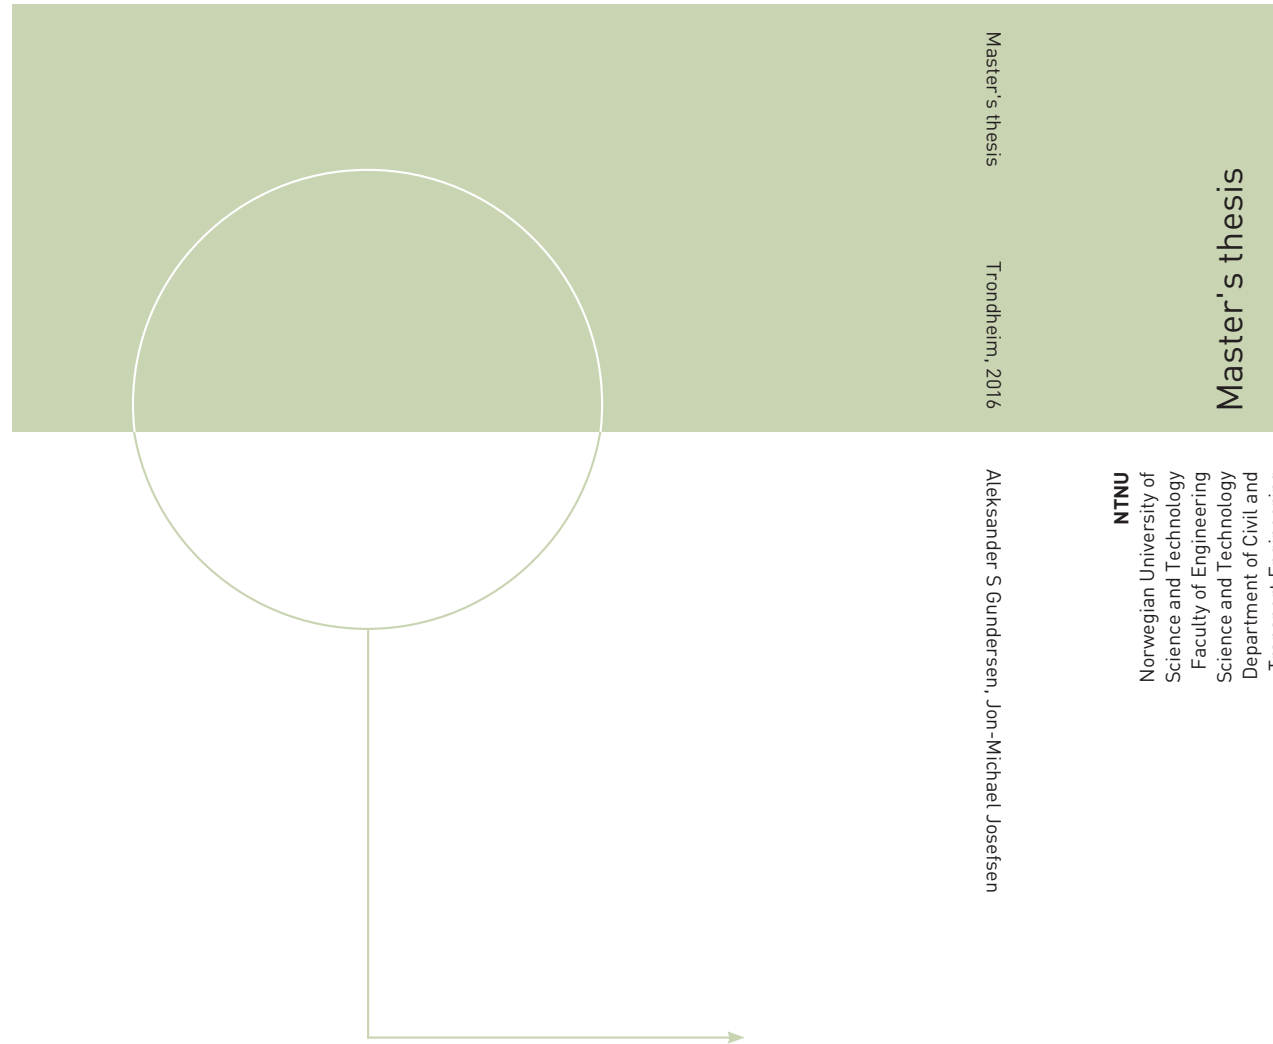 Master's thesis
Trondheim, 2016
Aleksander S Gundersen, Jon-Michael Josefsen
Master's thesis
NTNU
Norwegian University of
Science and Technology
Faculty of Engineering
Science and Technology
Department of Civil and